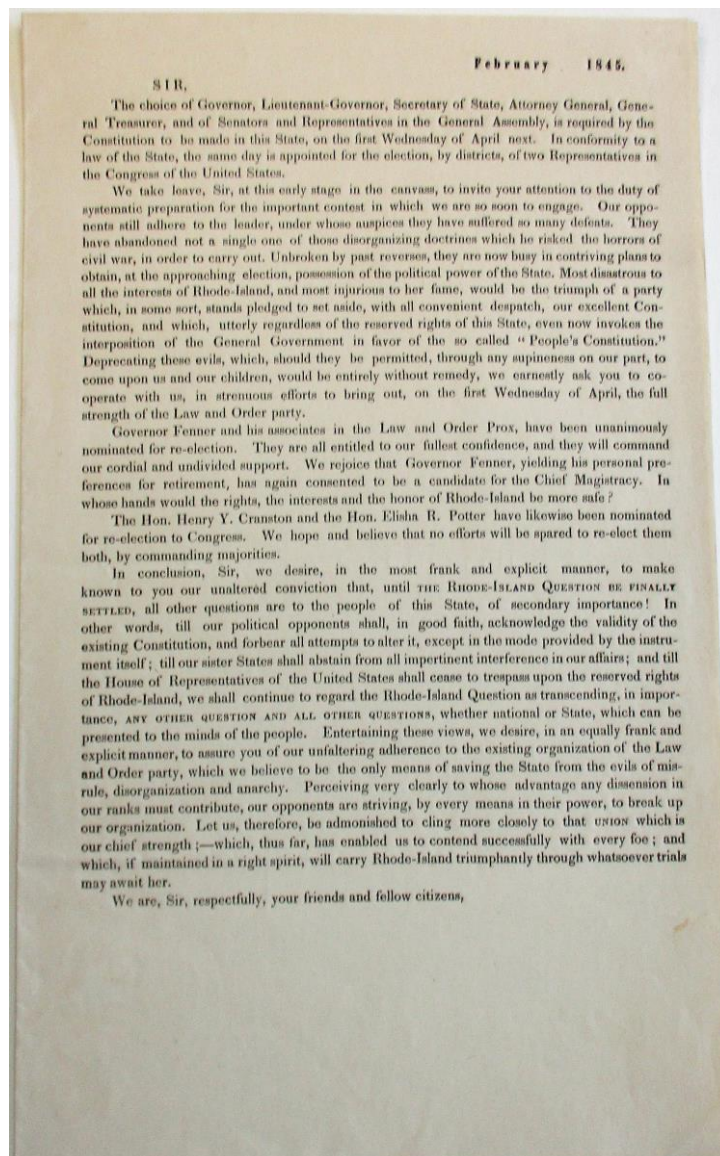 February 1845.
SIR,
The choice of Governor, Lieutenant-Governor, Secretary of State, Attorney General, Gene-
ral Treasurer, and of Senators and Representatives in the General Assembly, is required by the
Constitution to be made in this State, on the first Wednesday of April next. In conformity to a
law of the State, the same day is appointed for the election, by districts, of two Representatives in
the Congress of the United States.
We take leave, Sir, at this early stage in the canvass, to invite your attention to the duty of
systematic preparation for the important contest in which we are so soon to engage. Our oppo-
nents still adhere to the leader, under whose auspices they have suffered so many defeats. They
have abandoned not a single one of those disorganizing doctrines which he risked the horrors of
civil war, in order to carry out. Unbroken by past reverses, they are now busy in contriving plans to
obtain, at the approaching election, possession of the political power of the State. Most disastrous to
all the interests of Rhode-Island, and most injurious to her fame, would be the triumph of a party
which, in some sort, stands pledged to set aside, with all convenient despatch, our excellent Con-
stitution, and which, utterly regardless of the reserved rights of this State, even now invokes the
interposition of the General Government in favor of the so called "People's Constitution."
Deprecating these evils, which, should they be permitted, through any supineness on our part, to
come upon us and our children, would be entirely without remedy, we earnestly ask you to co-
operate with us, in strenuous efforts to bring out, on the first Wednesday of April, the full
strength of the Law and Order party.
Governor Fenner and his associates in the Law and Order Prox, have been unanimously
nominated for re-election. They are all entitled to our fullest confidence, and they will command
our cordial and undivided support. We rejoice that Governor Fenner, yielding his personal pre-
ferences for retirement, has again consented to be a candidate for the Chief Magistracy. In
whose hands would the rights, the interests and the honor of Rhode-Island be more safe?
The Hon. Henry Y. Cranston and the Hon. Elisha R. Potter have likewise been nominated
for re-election to Congress. We hope and believe that no efforts will be spared to re-elect them
both, by commanding majorities.
In conclusion, Sir, we desire, in the most frank and explicit manner, to make
known to you our unaltered conviction that, until THE RHODE-ISLAND QUESTION BE FINALLY
SETTLED, all other questions are to the people of this State, of secondary importance! In
other words, till our political opponents shall, in good faith, acknowledge the validity of the
existing Constitution, and forbear all attempts to alter it, except in the mode provided by the instru-
ment itself; till our sister States shall abstain from all impertinent interference in our affairs; and till
the House of Representatives of the United States shall cease to trespass upon the reserved rights
of Rhode-Island, we shall continue to regard the Rhode-Island Question as transcending, in impor-
tance, ANY OTHER QUESTION AND ALL OTHER QUESTIONS, whether national or State, which can be
presented to the minds of the people. Entertaining these views, we desire, in an equally frank and
explicit manner, to assure you of our unfaltering adherence to the existing organization of the Law
and Order party, which we believe to be the only means of saving the State from the evils of mis-
rule, disorganization and anarchy. Perceiving very clearly to whose advantage any dissension in
our ranks must contribute, our opponents are striving, by every means in their power, to break up
our organization. Let us, therefore, be admonished to cling more closely to that UNION which is
our chief strength;—which, thus far, has enabled us to contend successfully with every foe; and
which, if maintained in a right spirit, will carry Rhode-Island triumphantly through whatsoever trials
may await her.
We are, Sir, respectfully, your friends and fellow citizens,